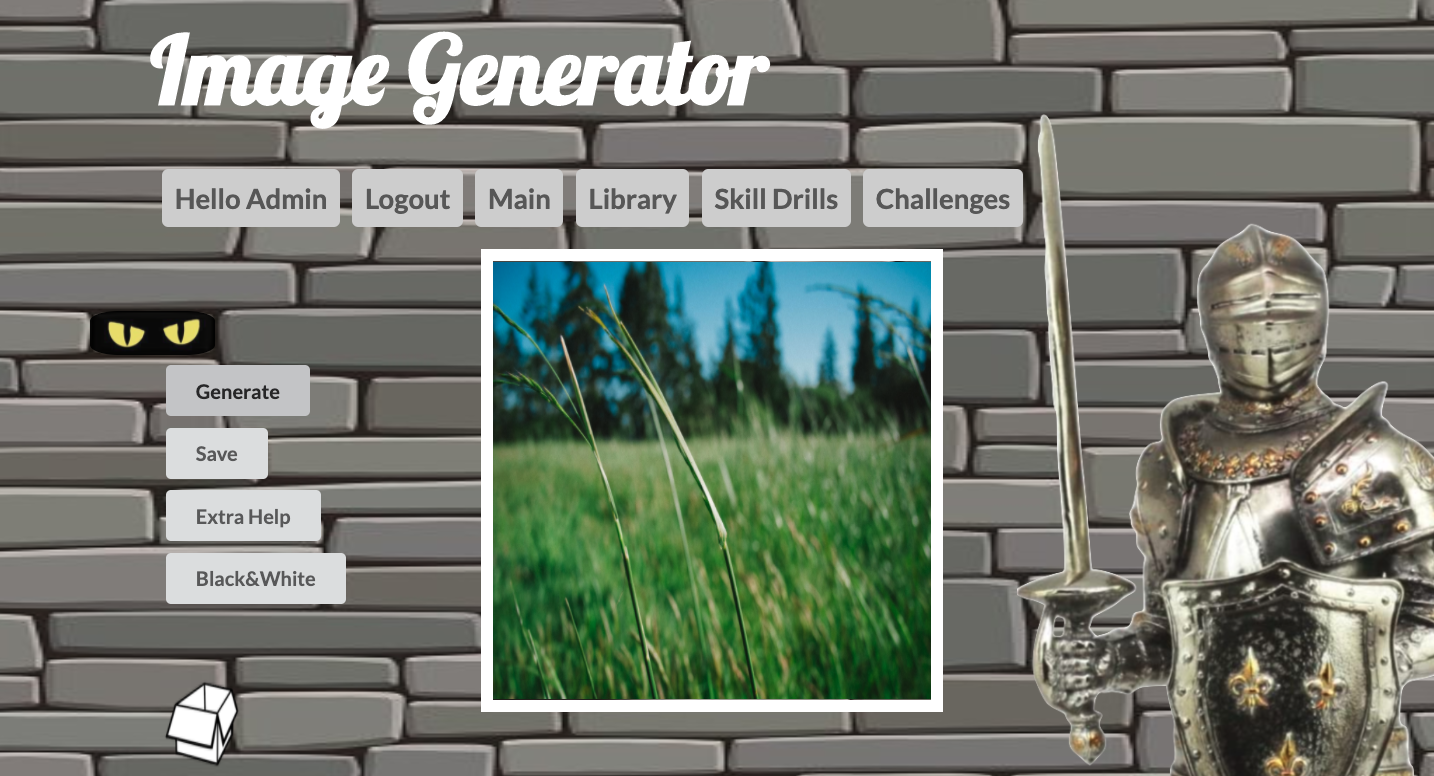 Image Generator
Hello Admin Logout Main Library Skill Drills Challenges
Generate
Save
Extra Help
Black&White